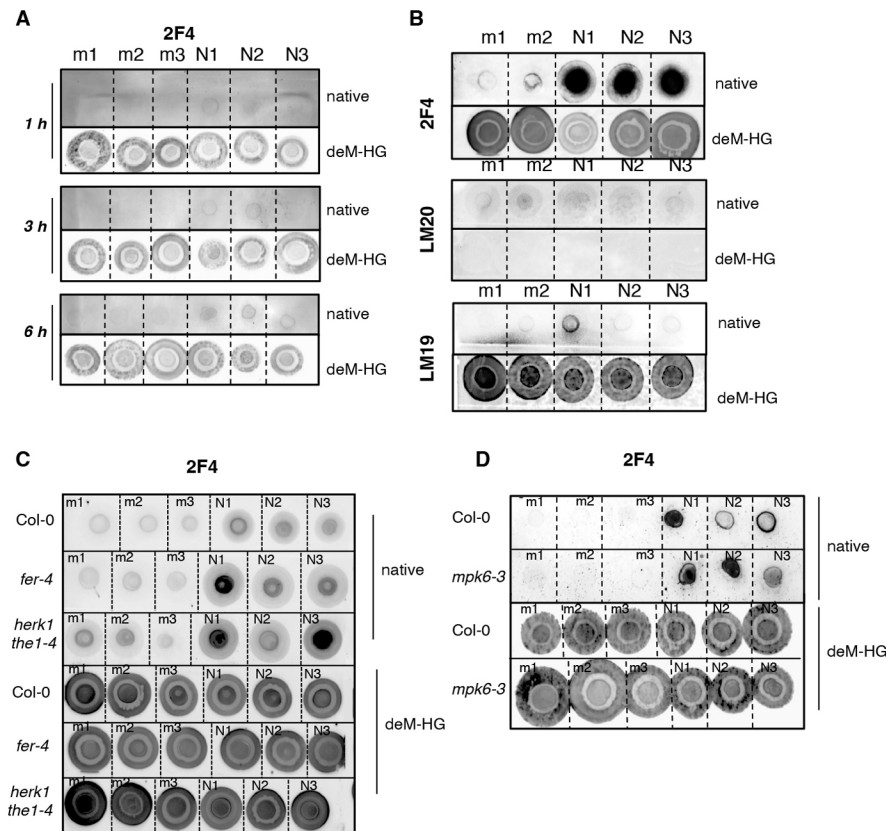 A
2F4
m1 m2 m3 N1 N2 N3
1 h
native
deM-HG
3 h
native
deM-HG
6 h
native
deM-HG
B
m1 m2 N1 N2 N3
2F4
native
deM-HG
m1 m2 N1 N2 N3
LM20
native
deM-HG
m1 m2 N1 N2 N3
LM19
native
deM-HG
C
2F4
Col-0
m1 m2 m3 N1 N2 N3
fer-4
m1 m2 m3 N1 N2 N3
native
herk1
the1-4
m1 m2 m3 N1 N2 N3
Col-0
m1 m2 m3 N1 N2 N3
deM-HG
fer-4
m1 m2 m3 N1 N2 N3
herk1
the1-4
m1 m2 m3 N1 N2 N3
D
2F4
Col-0
m1 m2 m3 N1 N2 N3
native
mpk6-3
m1 m2 m3 N1 N2 N3
Col-0
m1 m2 m3 N1 N2 N3
deM-HG
mpk6-3
m1 m2 m3 N1 N2 N3